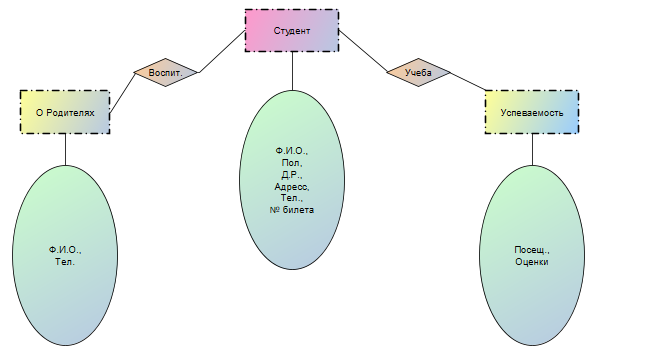 Студент
Воспит.
Учеба
О Родителях
Успеваемость
Ф.И.О.,
Пол,
Д.Р.,
Адресс,
Тел.,
№ билета
Ф.И.О.,
Тел.
Посещ.,
Оценки